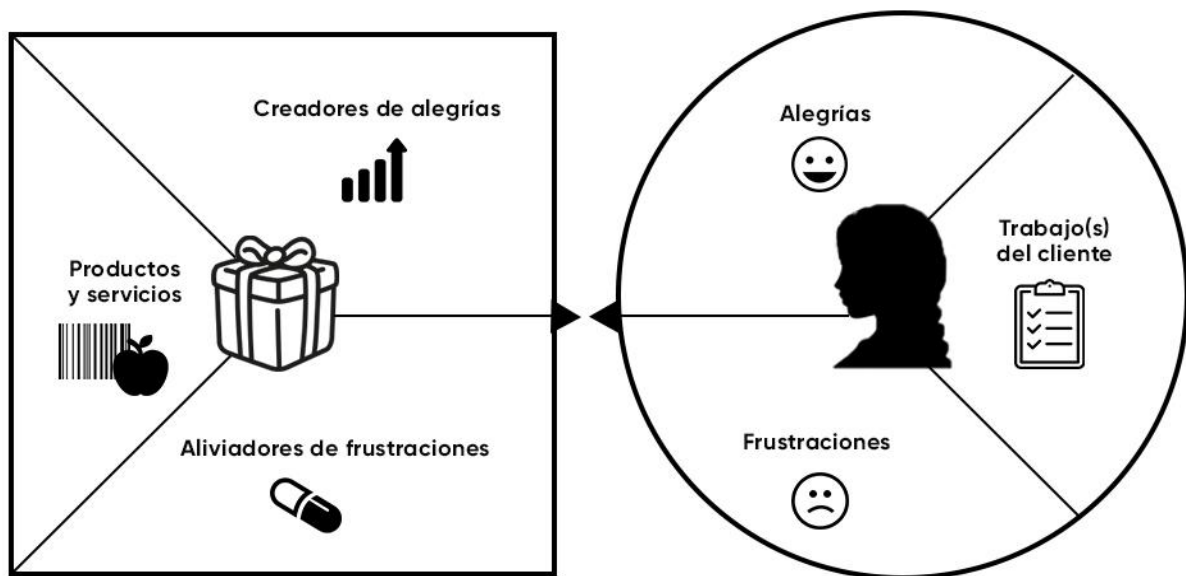 Creadores de alegrías
Productos
y servicios
Aliviadores de frustraciones
Alegrías
Trabajo(s)
del cliente
Frustraciones